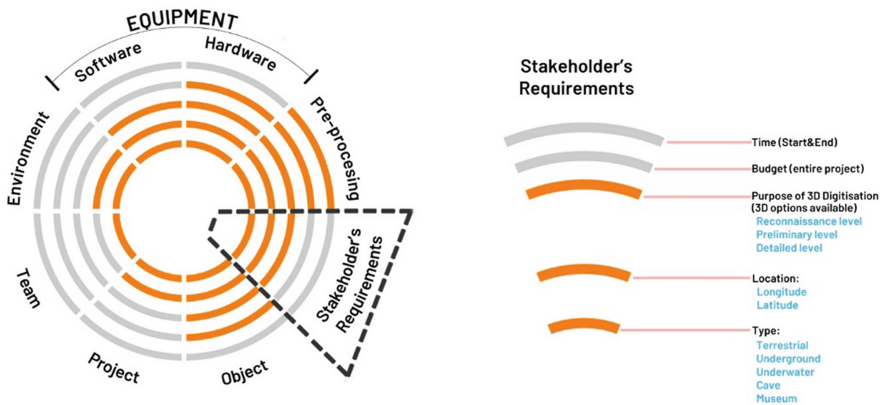 EQUIPMENT
Software
Hardware
Environment
Pre-procesing
Team
Stakeholder's
Requirements
Project
Object
Stakeholder's
Requirements
Time (Start&End)
Budget (entire project)
Purpose of 3D Digitisation
(3D options available)
Reconnaissance level
Preliminary level
Detailed level
Location:
Longitude
Latitude
Type:
Terrestrial
Underground
Underwater
Cave
Museum